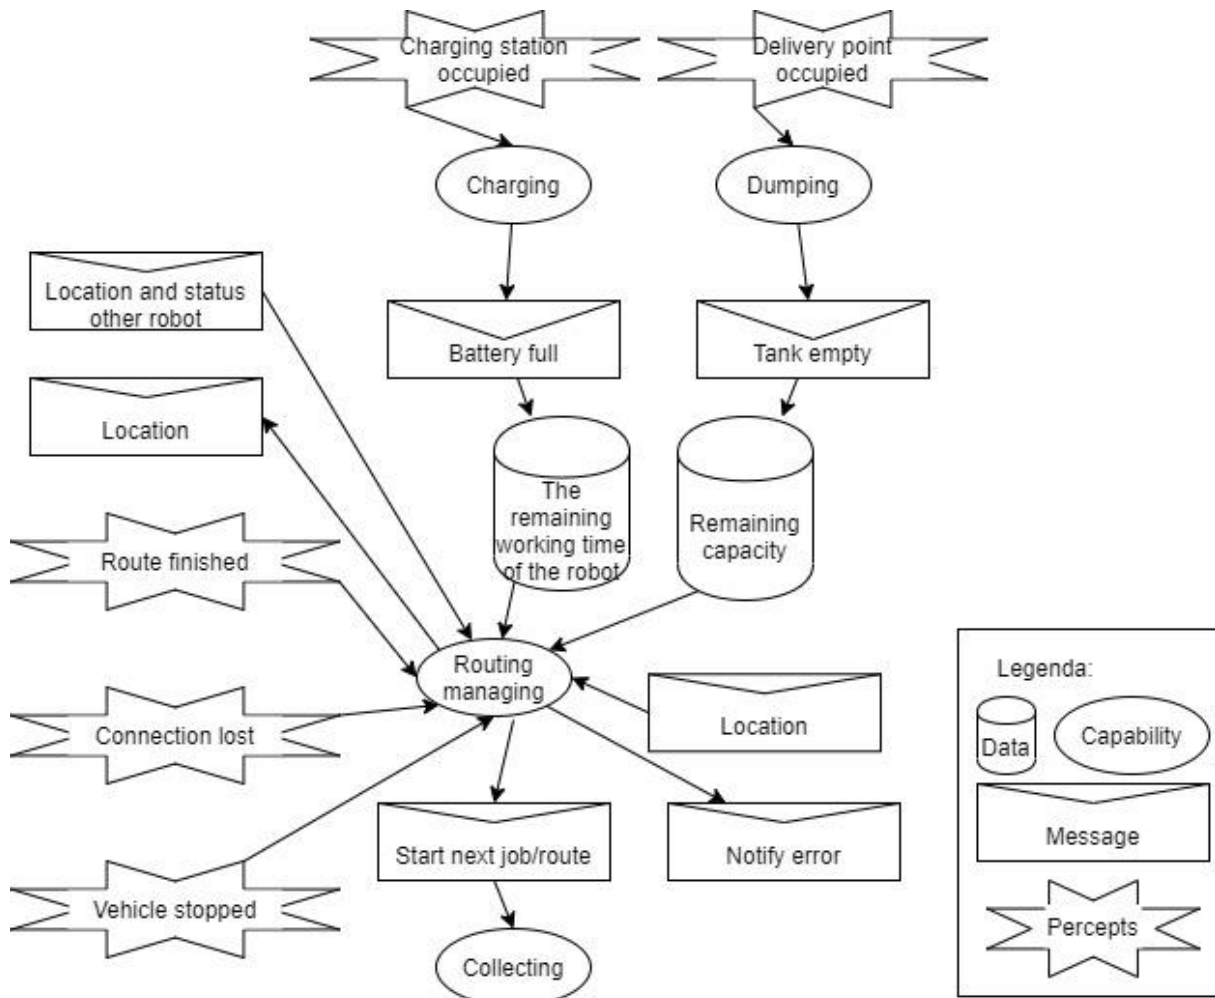 Charging station
occupied
Delivery point
occupied
Charging
Dumping
Location and status
other robot
Battery full
Tank empty
Location
The
remaining
working time
of the robot
Remaining
capacity
Route finished
Routing
managing
Location
Connection lost
Start next job/route
Notify error
Vehicle stopped
Collecting
Legenda:
Data
Capability
Message
Percepts